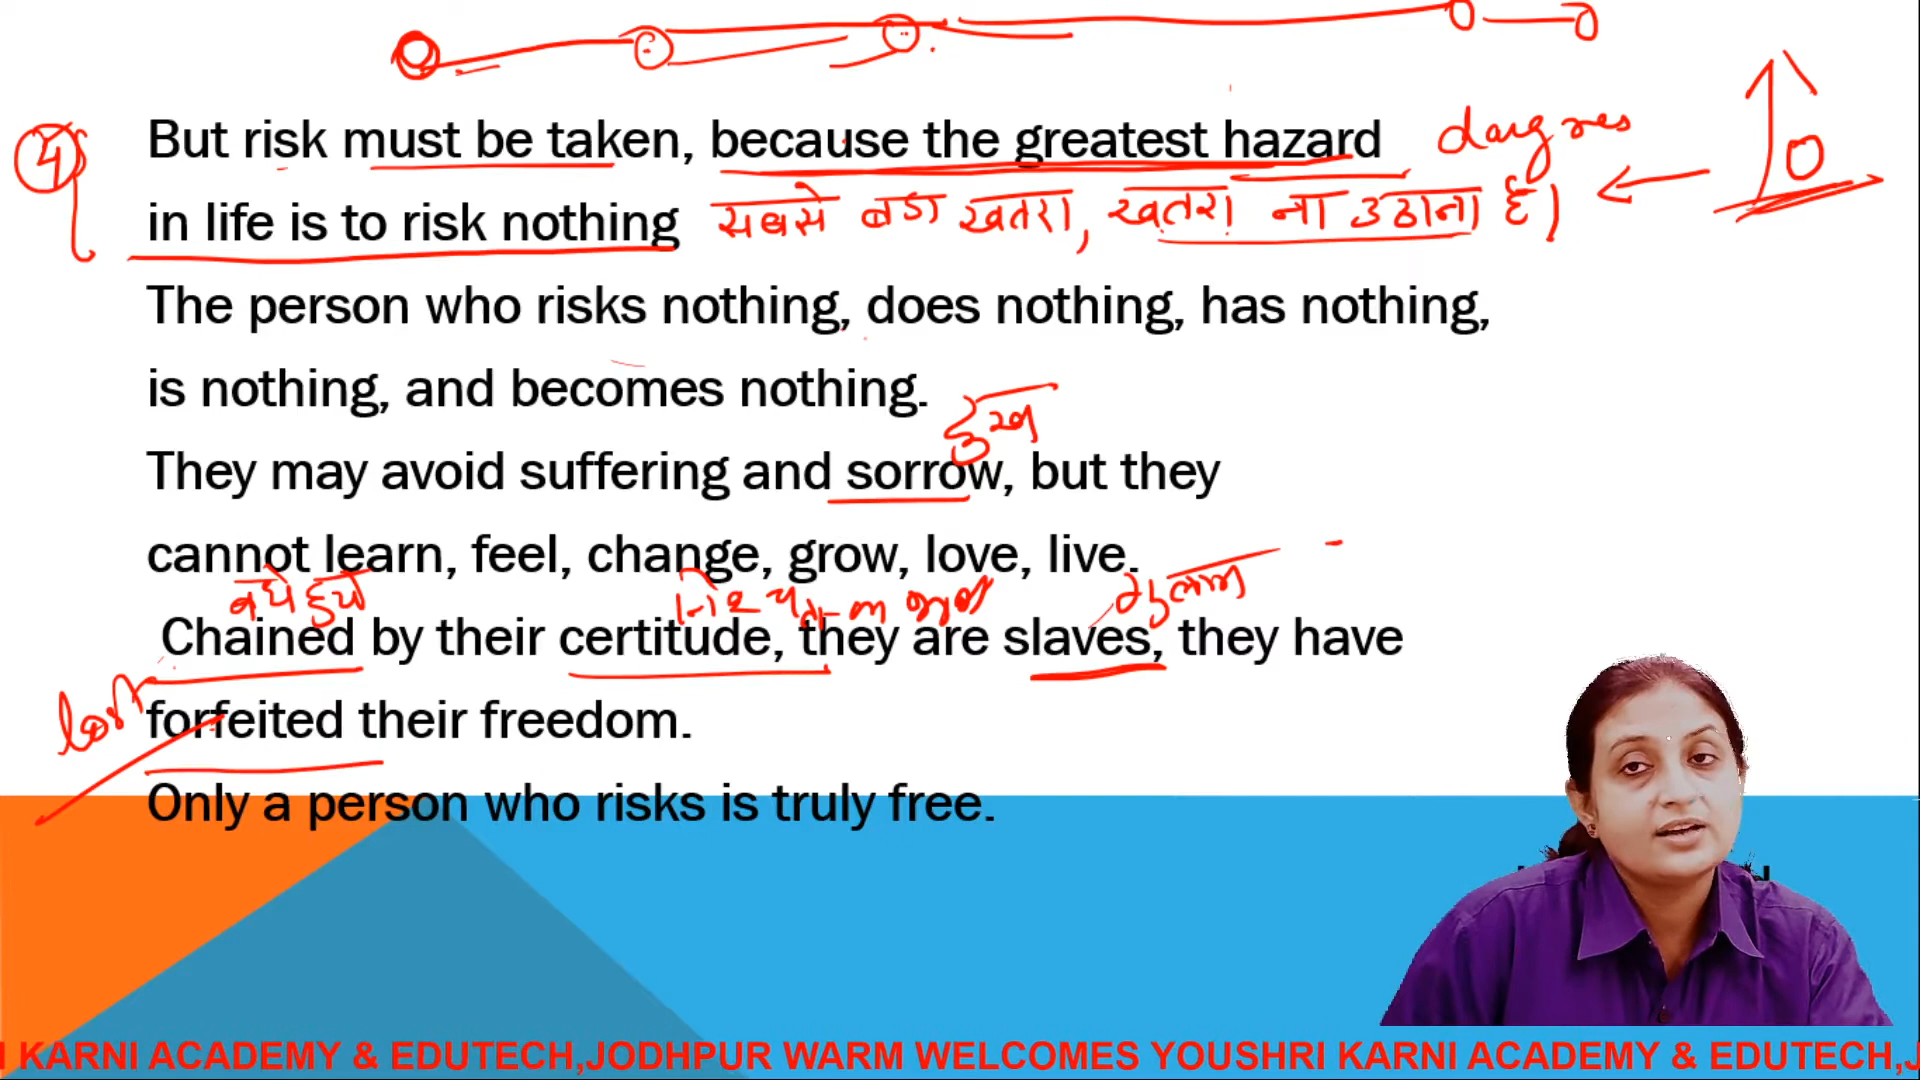 4
But risk must be taken, because the greatest hazard
in life is to risk nothing सबसे बडा खतरा, खतरा ना उठाना है।
The person who risks nothing, does nothing, has nothing,
is nothing, and becomes nothing.
They may avoid suffering and sorrow, but they
cannot learn, feel, change, grow, love, live.
गुलाम
Chained by their certitude, they are slaves, they have
forfeited their freedom.
Only a person who risks is truly free.
I KARNI ACADEMY & EDUTECH,JODHPUR WARM WELCOMES YOUSHRI KARNI ACADEMY & EDUTECH,J